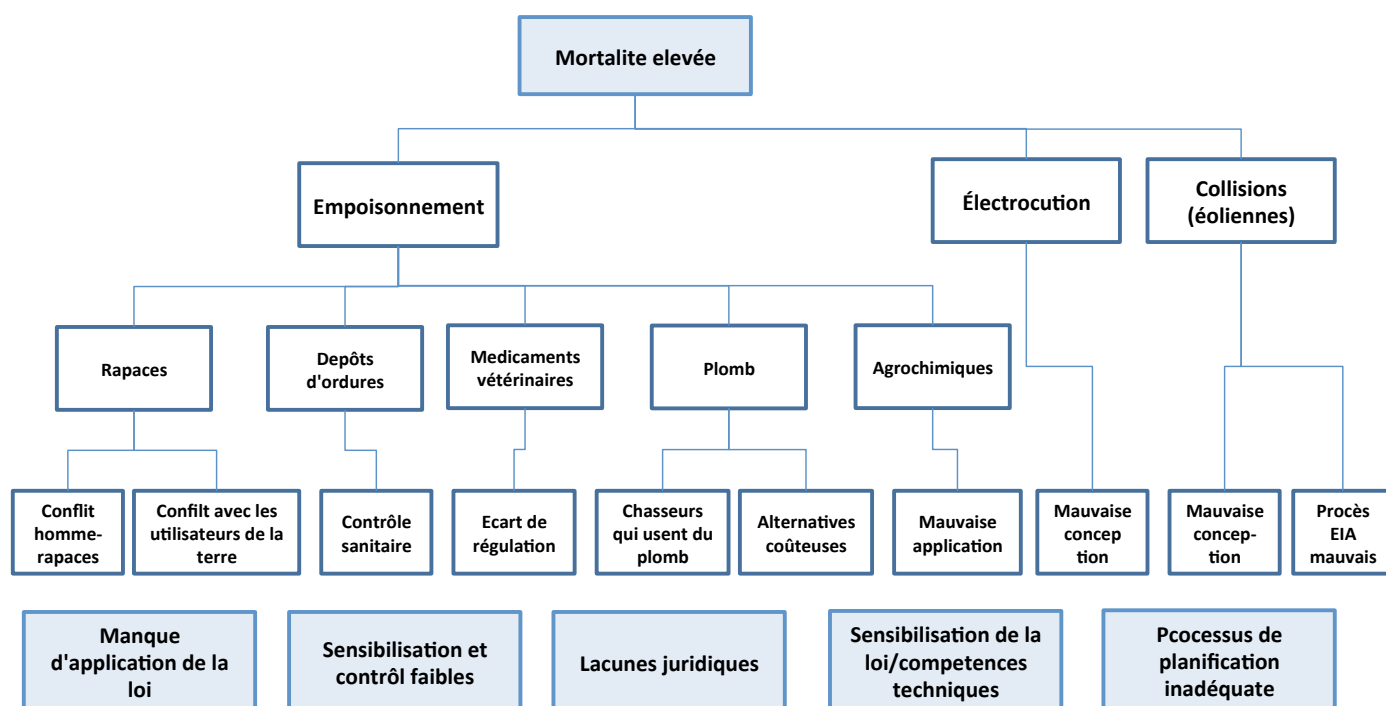 Mortalite elevée
Empoisonnement
Électrocution
Collisions
(éoliennes)
Rapaces
Depôts
d'ordures
Medicaments
vétérinaires
Plomb
Agrochimiques
Conflit
homme-
rapaces
Confilt avec les
utilisateurs de la
terre
Contrôle
sanitaire
Ecart de
régulation
Chasseurs
qui usent du
plomb
Alternatives
coûteuses
Mauvaise
application
Mauvaise
concep
tion
Mauvaise
concep-
tion
Procès
EIA
mauvais
Manque
d'application de la
loi
Sensibilisation et
contrôl faibles
Lacunes juridiques
Sensibilisation de la
loi/competences
techniques
Pcocessus de
planification
inadéquate